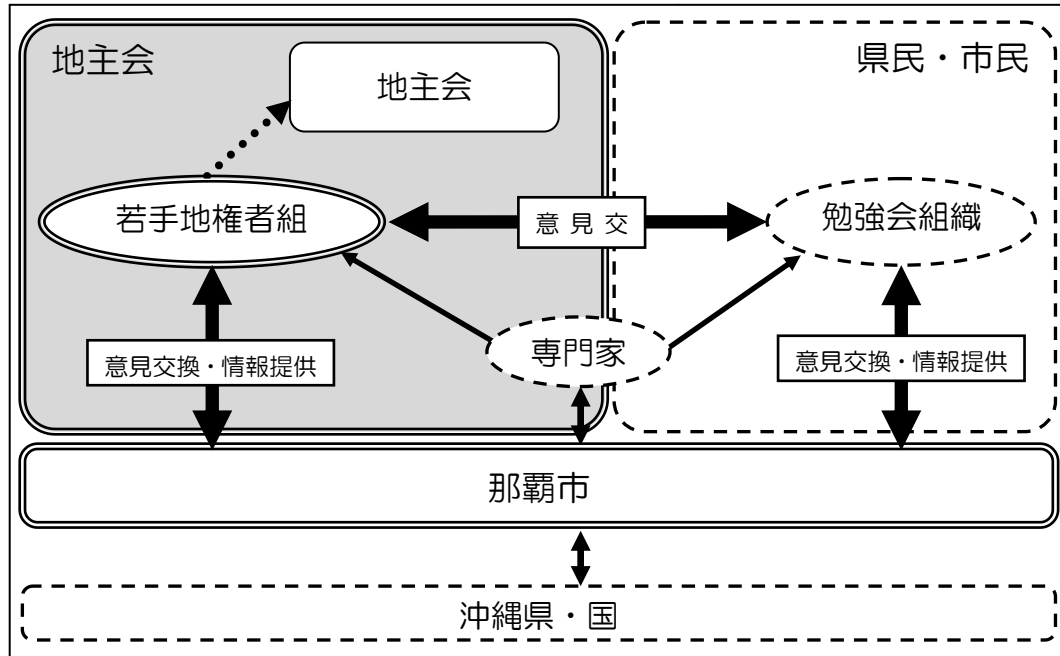 地主会
地主会
県民・市民
若手地権者組
意見交
勉強会組織
専門家
意見交換・情報提供
意見交換・情報提供
那覇市
沖縄県・国